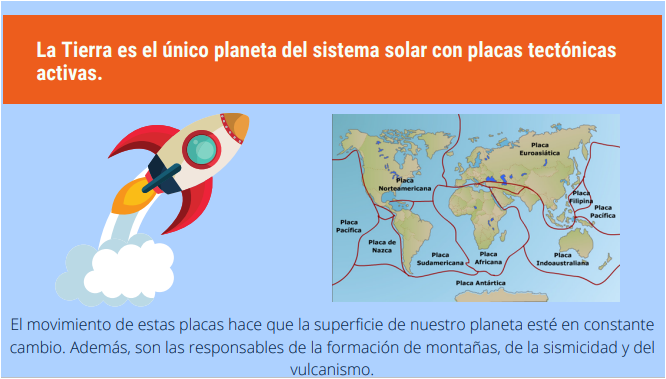 La Tierra es el único planeta del sistema solar con placas tectónicas
activas.
Placa
Euroasiática
Placa
Norteamericana
Placa
Filipina
Placa
Pacífica
Placa
Pacífica
Placa de
Nazca
Placa
Sudamericana
Placa
Africana
Placa
Indoaustraliana
Placa Antártica
El movimiento de estas placas hace que la superficie de nuestro planeta esté en constante
cambio. Además, son las responsables de la formación de montañas, de la sismicidad y del
vulcanismo.